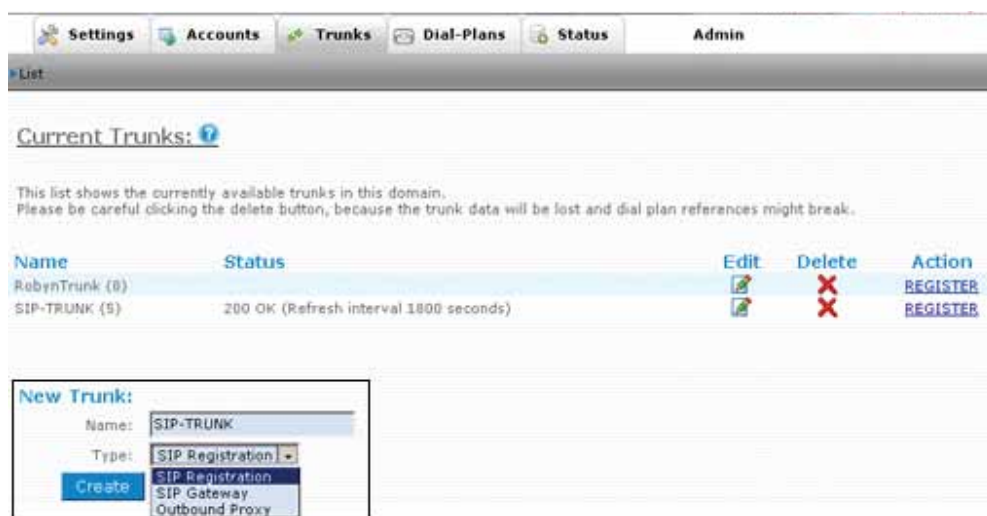 Settings Accounts Trunks Dial-Plans Status Admin
List
Current Trunks:
This list shows the currently available trunks in this domain.
Please be careful clicking the delete button, because the trunk data will be lost and dial plan references might break.
Name Status Edit Delete Action
RobynTrunk (8) REGISTER
SIP-TRUNK (5) 200 OK (Refresh interval 1800 seconds) REGISTER
New Trunk:
Name: SIP-TRUNK
Type: SIP Registration
SIP Registration
Create
SIP Gateway
Outbound Proxy